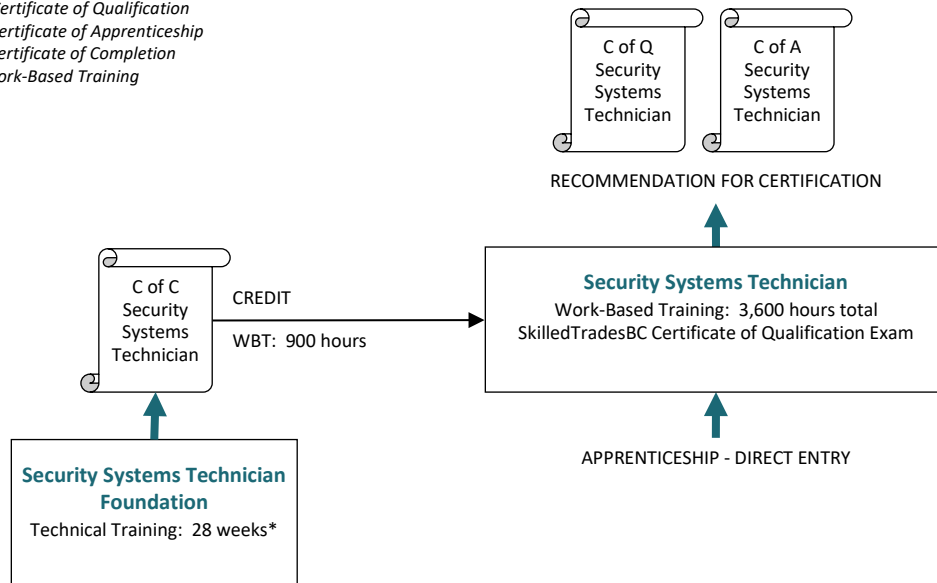 ertificate of Qualification
ertificate of Apprenticeship
ertificate of Completion
ork-Based Training
C of Q
Security
Systems
Technician
C of A
Security
Systems
Technician
RECOMMENDATION FOR CERTIFICATION
C of C
Security
Systems
Technician
CREDIT
WBT: 900 hours
Security Systems Technician
Work-Based Training: 3,600 hours total
SkilledTradesBC Certificate of Qualification Exam
APPRENTICESHIP - DIRECT ENTRY
Security Systems Technician
Foundation
Technical Training: 28 weeks*